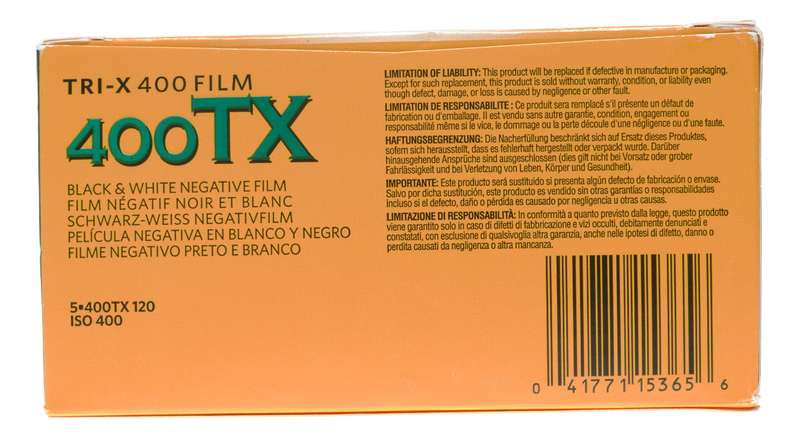 TRI-X 400 FILM
400TX
BLACK & WHITE NEGATIVE FILM
FILM NÉGATIF NOIR ET BLANC
SCHWARZ-WEISS NEGATIVFILM
PELÍCULA NEGATIVA EN BLANCO Y NEGRO
FILME NEGATIVO PRETO E BRANCO
5▪400TX 120
ISO 400
LIMITATION OF LIABILITY: This product will be replaced if defective in manufacture or packaging.
Except for such replacement, this product is sold without warranty, condition, or liability even
though defect, damage, or loss is caused by negligence or other fault.
LIMITATION DE RESPONSABILITE : Ce produit sera remplacé s'il présente un défaut de
fabrication ou d'emballage. Il est vendu sans autre garantie, condition, engagement ou
responsabilité même si le vice, le dommage ou la perte découle d'une négligence ou d'une faute.
HAFTUNGSBEGRENZUNG: Die Nacherfüllung beschränkt sich auf Ersatz dieses Produktes,
sofern sich herausstellt, dass es fehlerhaft hergestellt oder verpackt wurde. Darüber
hinausgehende Ansprüche sind ausgeschlossen (dies gilt nicht bei Vorsatz oder grober
Fahrlässigkeit und bei Verletzung von Leben, Körper und Gesundheit).
IMPORTANTE: Este producto será sustituido si presenta algún defecto de fabricación o envase.
Salvo por dicha sustitución, este producto es vendido sin otras garantías o responsabilidades
incluso si el defecto, daño o pérdida es causado por negligencia u otras causas.
LIMITAZIONE DI RESPONSABILITÀ: In conformità a quanto previsto dalla legge, questo prodotto
viene garantito solo in caso di difetti di fabbricazione e vizi occulti, debitamente denunciati e
constatati, con esclusione di qualsivoglia altra garanzia, anche nelle ipotesi di difetto, danno o
perdita causati da negligenza o altra mancanza.
0 41771 15365 6